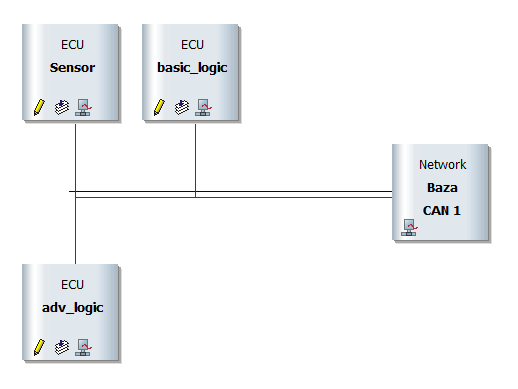 ECU
Sensor
ECU
basic_logic
Network
Baza
CAN 1
ECU
adv_logic